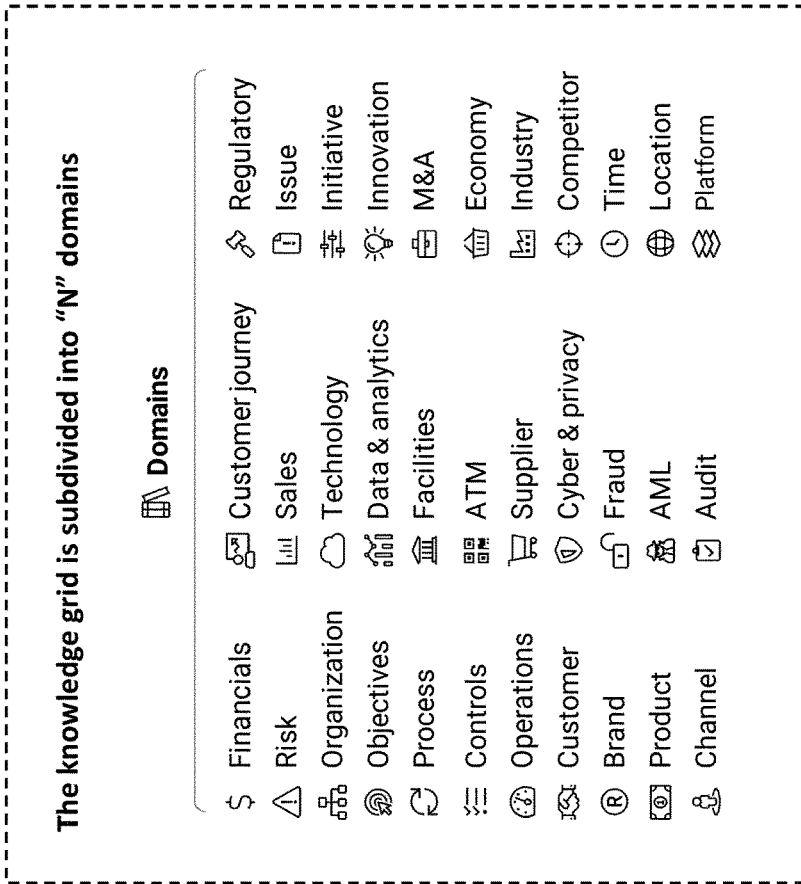 The knowledge grid is subdivided into “N” domains
Domains
Financials
Risk
Organization
Objectives
Process
Controls
Operations
Customer
Brand
Product
Channel
Customer journey
Sales
Technology
Data & analytics
Facilities
ATM
Supplier
Cyber & privacy
Fraud
AML
Audit
Regulatory
Issue
Initiative
Innovation
M&A
Economy
Industry
Competitor
Time
Location
Platform